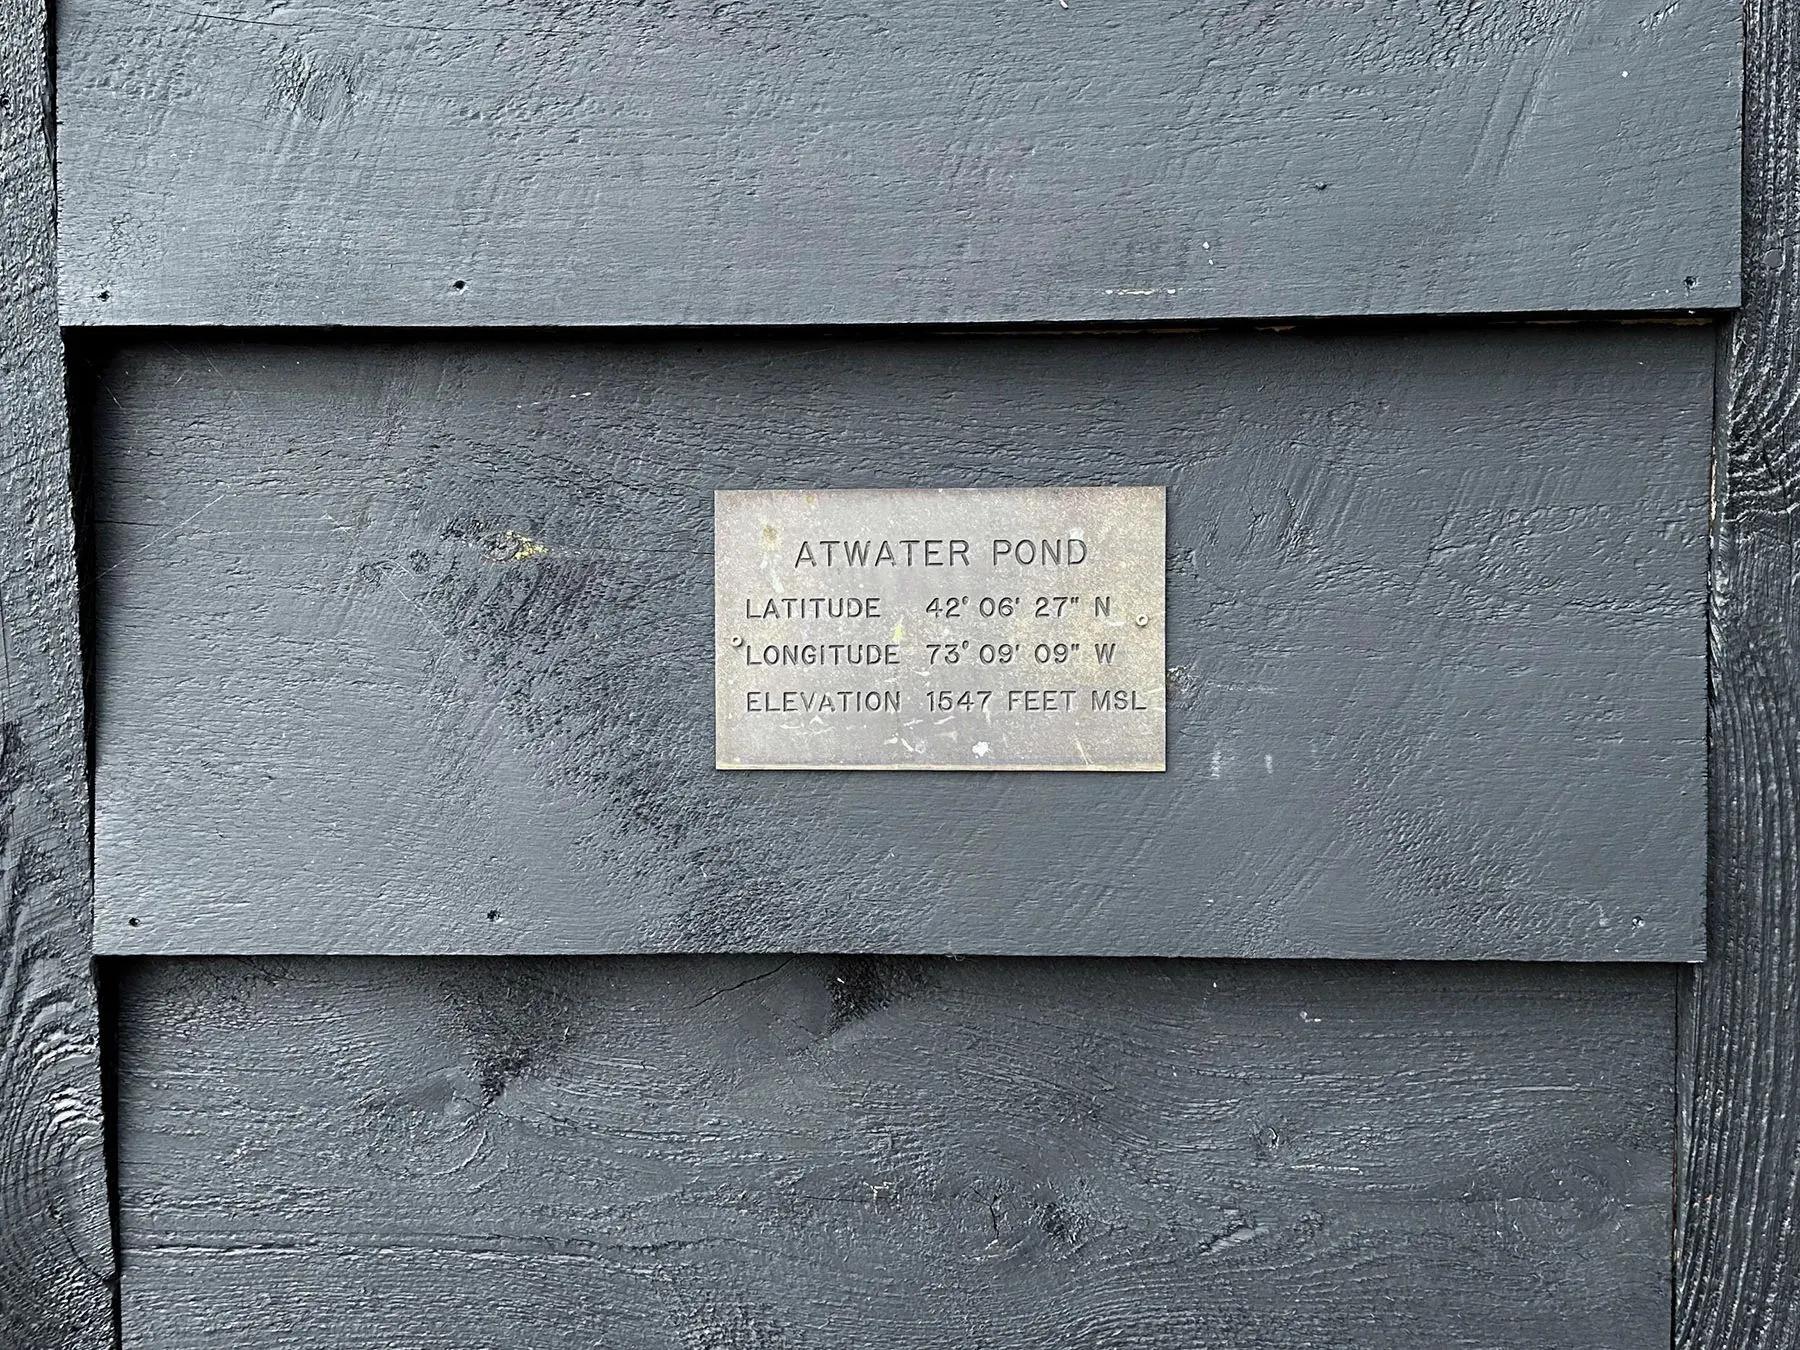 ATWATER POND
LATITUDE 42° 06' 27" N
LONGITUDE 73° 09' 09" W
ELEVATION 1547 FEET MSL